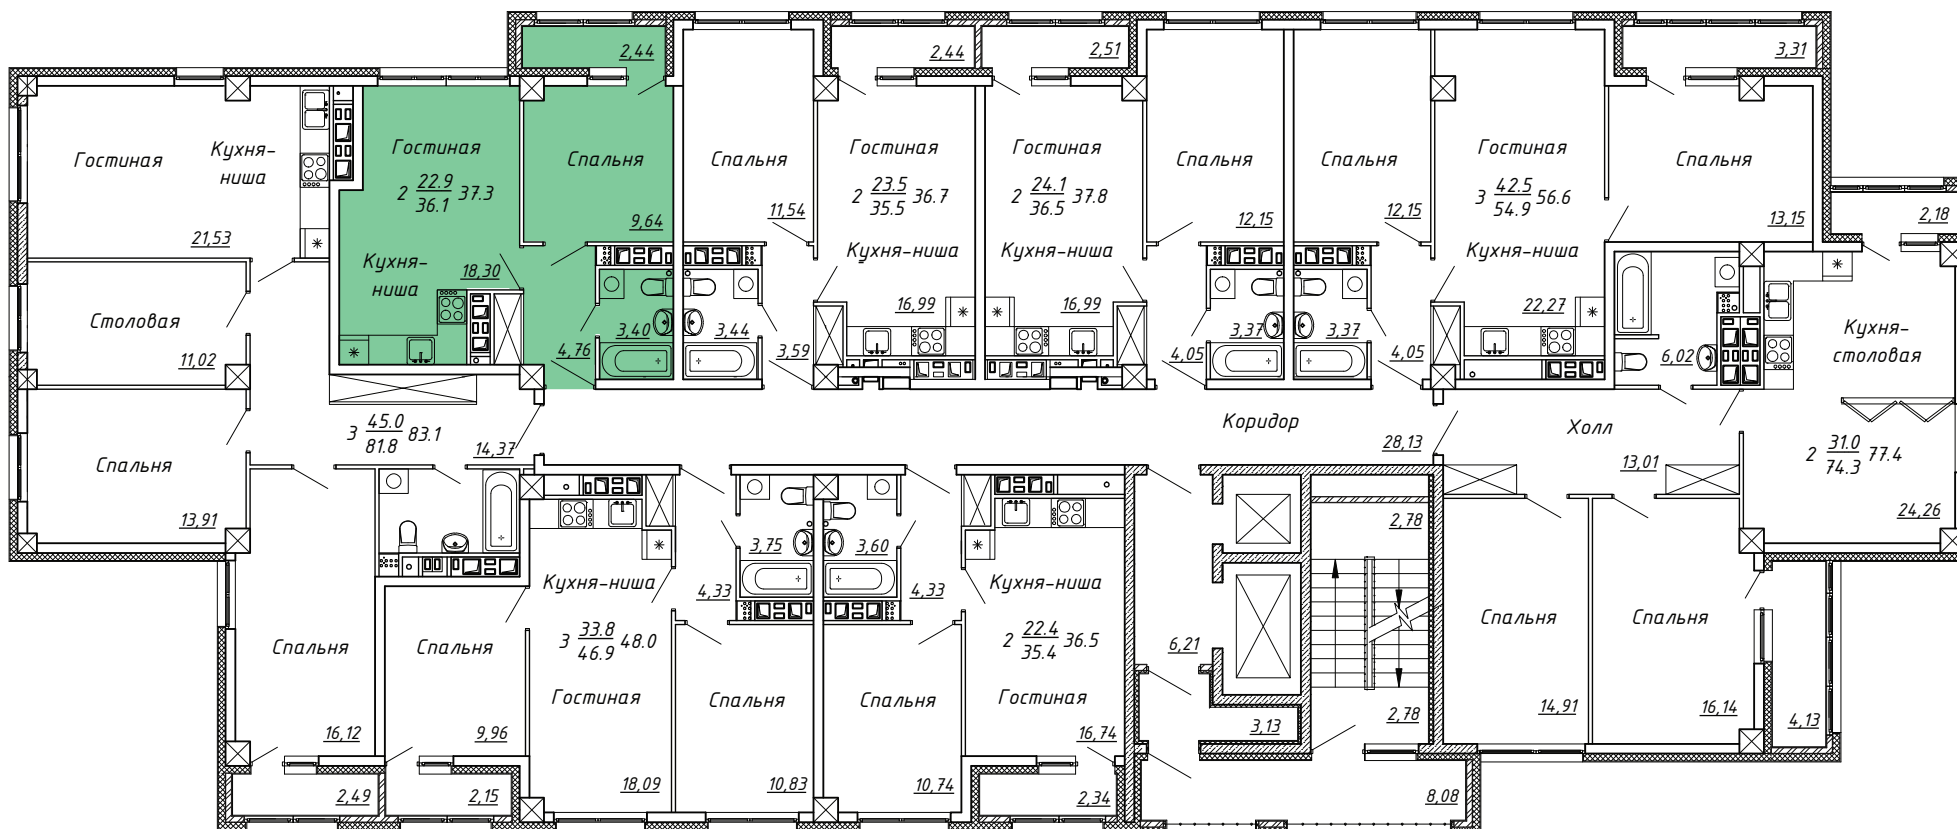 2,44
2,44
2,51
3,31
Гостиная
Кухня-
ниша
21,53
Гостиная
2 22.9 37.3
36.1
Кухня-
ниша
18,30
Спальня
9,64
Спальня
11,54
Гостиная
2 23.5 36.7
35.5
Кухня-ниша
16,99
Гостиная
2 24.1 37.8
36.5
Кухня-ниша
16,99
Спальня
12,15
Спальня
12,15
Гостиная
3 42.5 56.6
54.9
Кухня-ниша
22,27
Спальня
13,15
2,18
Столовая
11,02
4,76
3,40
3,44
3,59
3,37
4,05
3,37
4,05
6,02
Кухня-
столовая
Спальня
13,91
3 45.0 83.1
81.8
14,37
Коридор
28,13
Холл
13,01
2 31.0 77.4
74.3
24,26
Спальня
16,12
Спальня
9,96
Кухня-ниша
3 33.8 48.0
46.9
Гостиная
18,09
4,33
3,75
3,60
4,33
Спальня
10,83
Спальня
10,74
Кухня-ниша
2 22.4 36.5
35.4
Гостиная
16,74
6,21
3,13
2,78
2,78
Спальня
14,91
Спальня
16,14
4,13
2,49
2,15
2,34
8,08